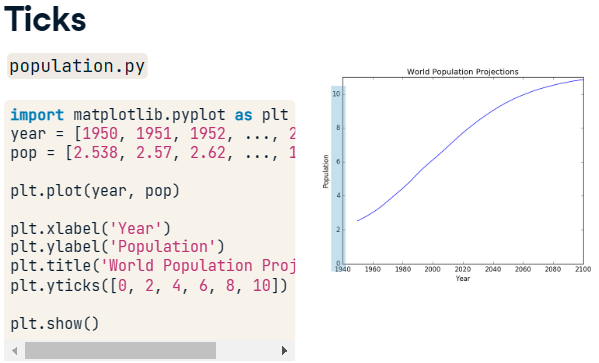 Ticks
population.py
import matplotlib.pyplot as plt
year = [1950, 1951, 1952, ..., 2
pop = [2.538, 2.57, 2.62, ..., 1
plt.plot(year, pop)
plt.xlabel('Year')
plt.ylabel('Population')
plt.title('World Population Proj
plt.yticks([0, 2, 4, 6, 8, 10])
plt.show()
World Population Projections
10
8
6
4
2
0
Population
1940 1960 1980 2000 2020 2040 2060 2080 2100
Year